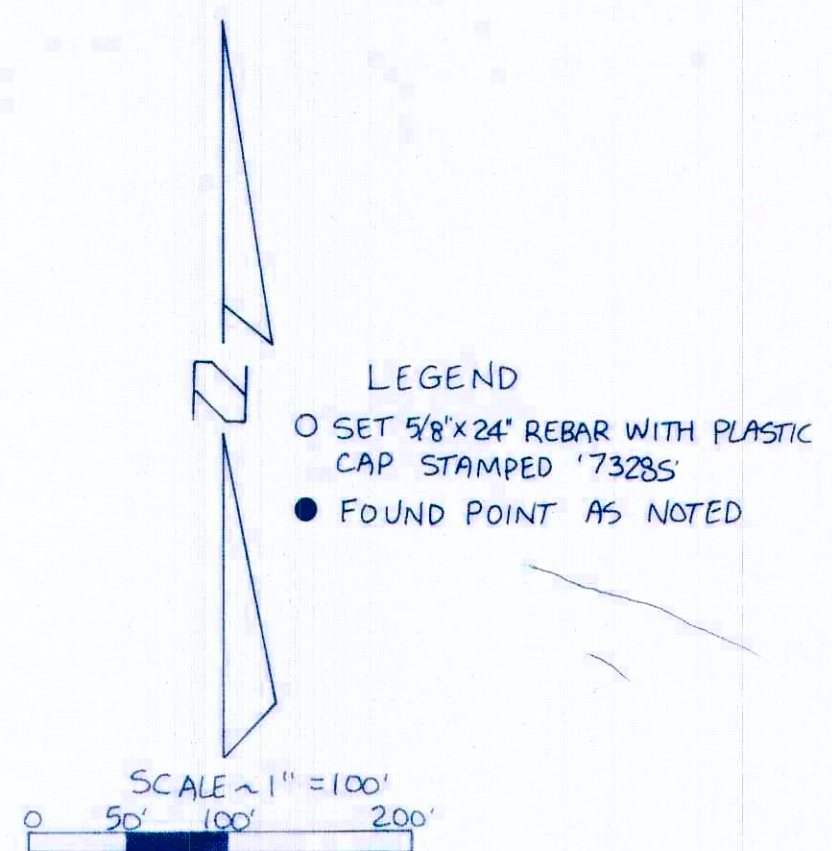 N
LEGEND
○ SET 5/8"X24" REBAR WITH PLASTIC
CAP STAMPED '7328S'
● FOUND POINT AS NOTED
SCALE ~ 1" = 100'
0 50' 100' 200'